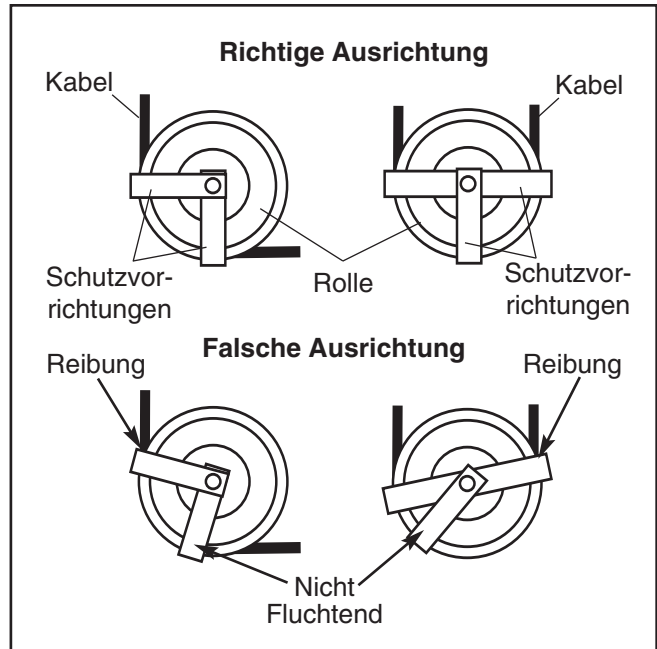 Richtige Ausrichtung
Kabel
Kabel
Schutzvor-
richtungen
Rolle
Schutzvor-
richtungen
Falsche Ausrichtung
Reibung
Reibung
Nicht
Fluchtend